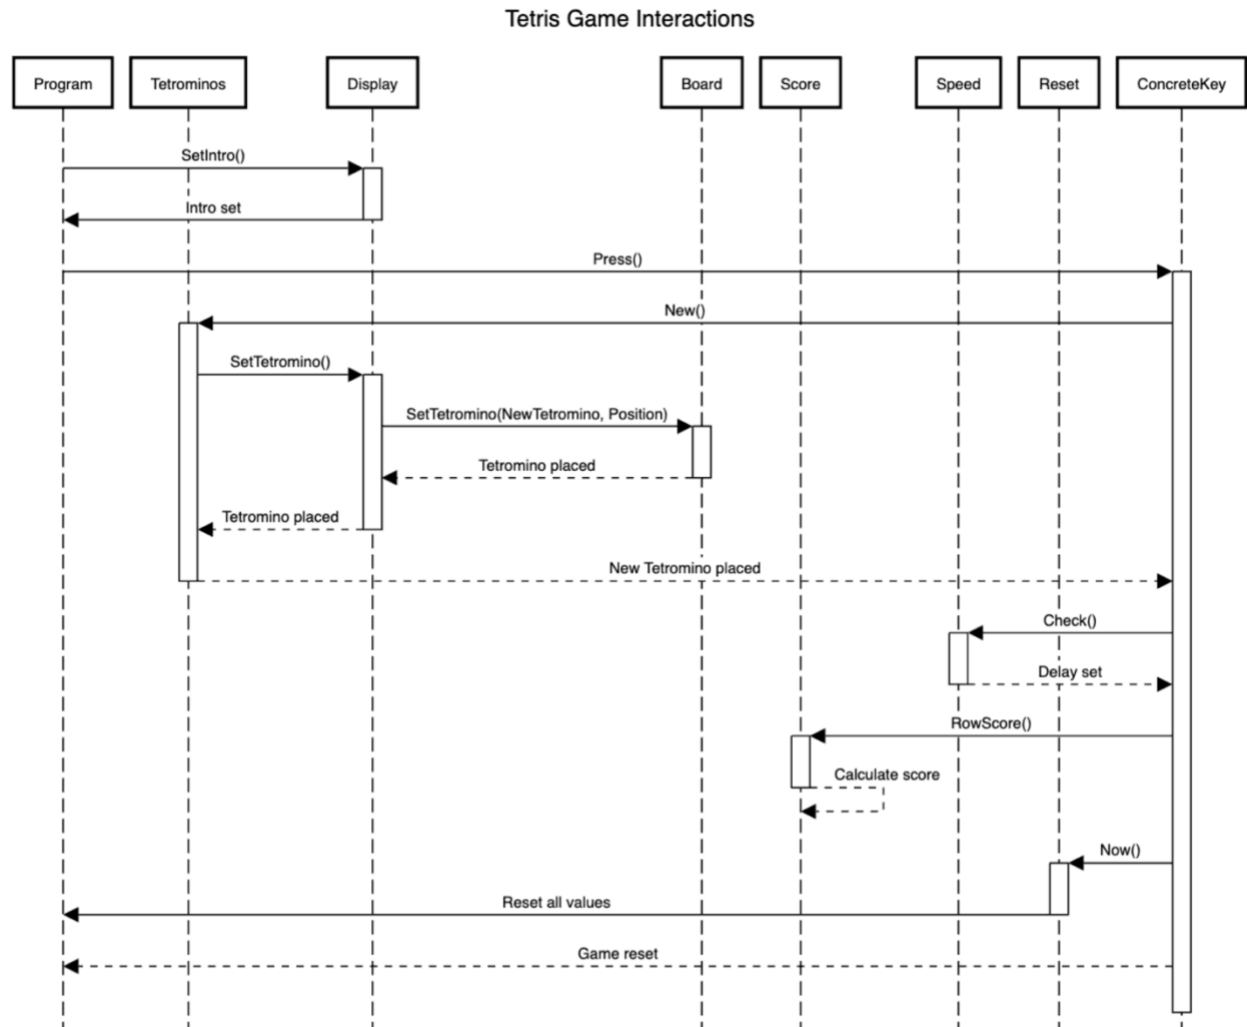 Tetris Game Interactions
Program
Tetrominos
Display
Board
Score
Speed
Reset
ConcreteKey
SetIntro()
Intro set
Press()
New()
SetTetromino()
SetTetromino(NewTetromino, Position)
Tetromino placed
Tetromino placed
New Tetromino placed
Check()
Delay set
RowScore()
Calculate score
Now()
Reset all values
Game reset